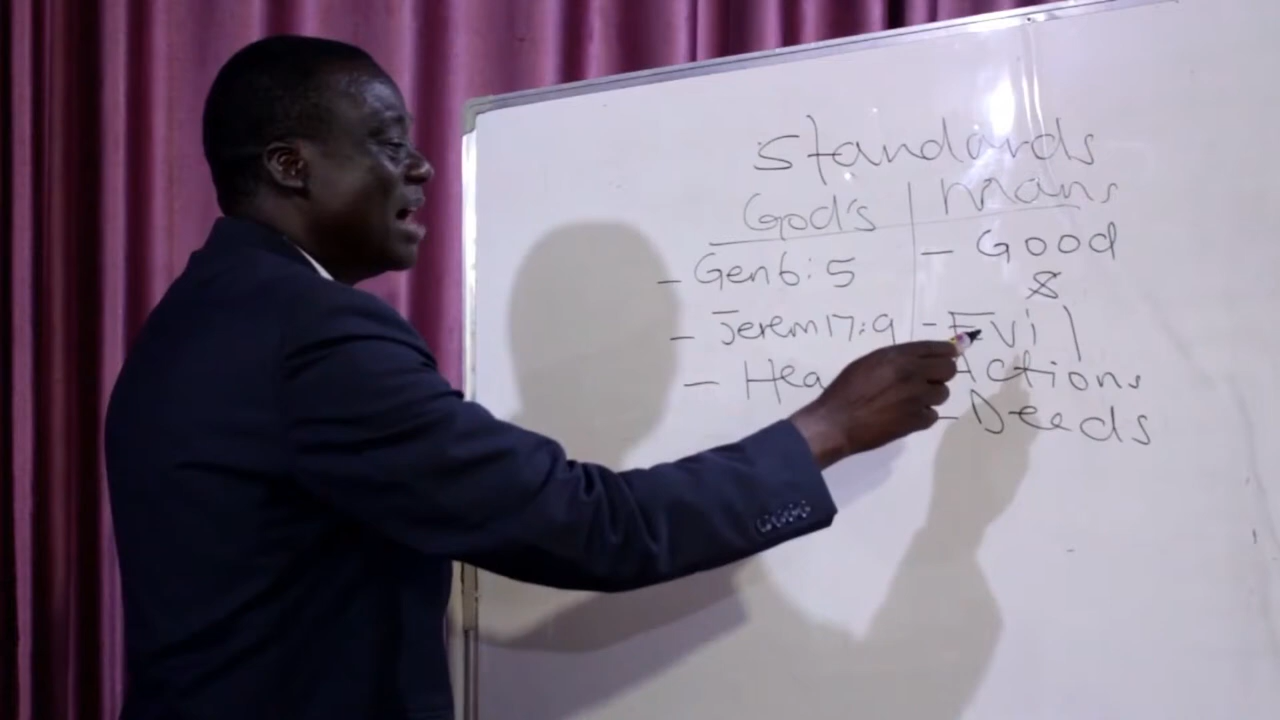 standards
God's | mans
- Gen 6:5 - Good
&
- Jerem 17:9 - Evil
- Actions
- Deeds